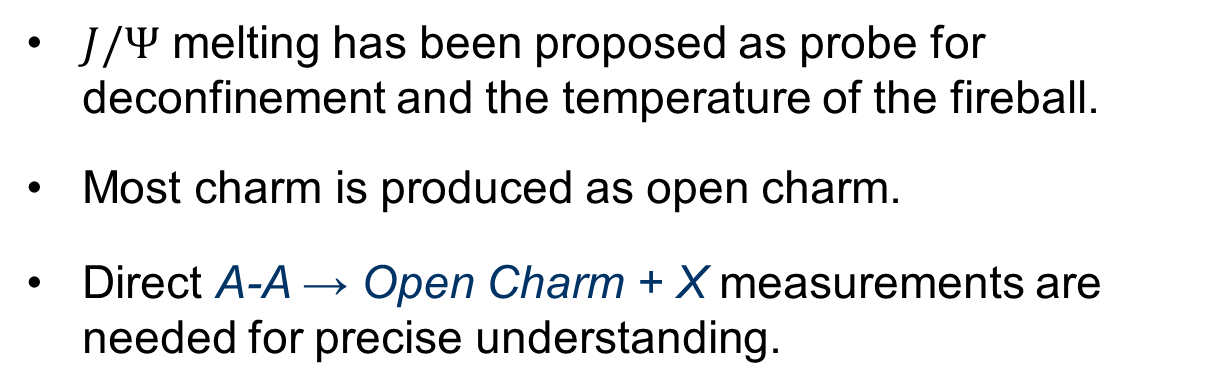 • J/Ψ melting has been proposed as probe for
deconfinement and the temperature of the fireball.
• Most charm is produced as open charm.
• Direct A-A → Open Charm + X measurements are
needed for precise understanding.